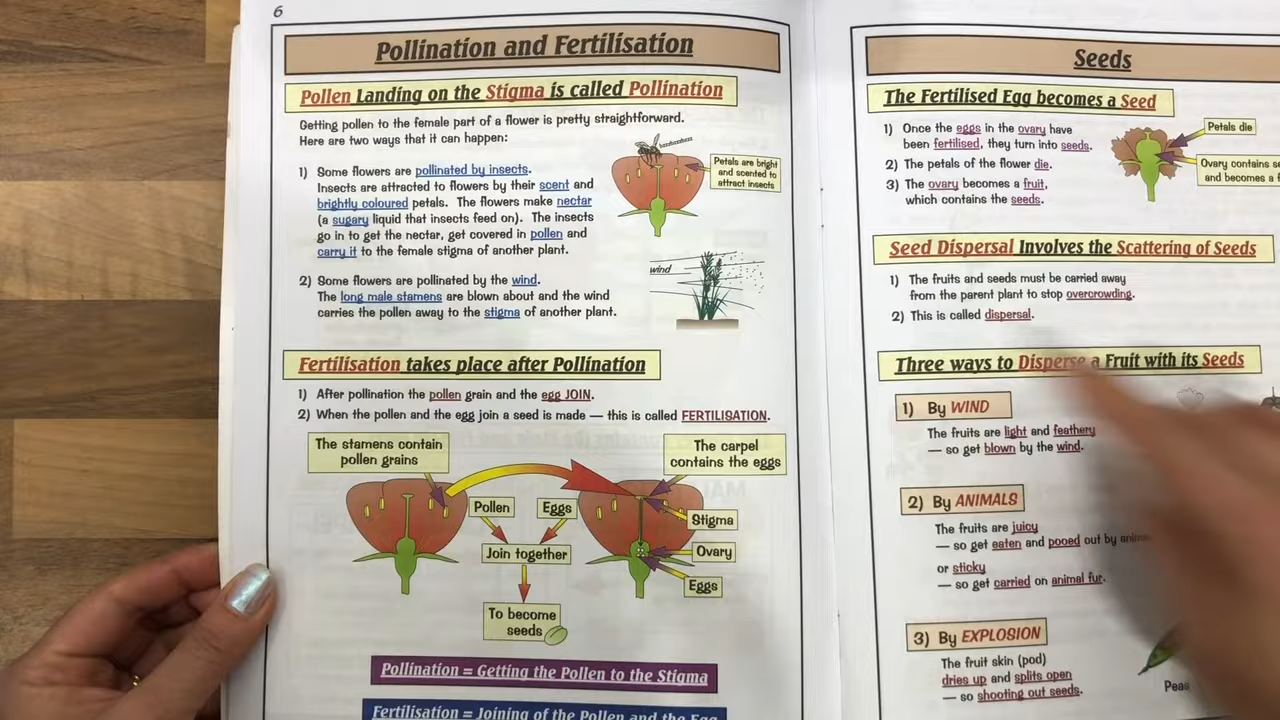 6
Pollination and Fertilisation
Pollen Landing on the Stigma is called Pollination
Getting pollen to the female part of a flower is pretty straightforward.
Here are two ways that it can happen:
1) Some flowers are pollinated by insects.
Insects are attracted to flowers by their scent and
brightly coloured petals. The flowers make nectar
(a sugary liquid that insects feed on). The insects
go in to get the nectar, get covered in pollen and
carry it to the female stigma of another plant.
Petals are bright
and scented to
attract insects
2) Some flowers are pollinated by the wind.
The long male stamens are blown about and the wind
carries the pollen away to the stigma of another plant.
wind
Fertilisation takes place after Pollination
1) After pollination the pollen grain and the egg JOIN.
2) When the pollen and the egg join a seed is made — this is called FERTILISATION.
The stamens contain
pollen grains
The carpel
contains the eggs
Pollen
Eggs
Stigma
Join together
Ovary
Eggs
To become
seeds
Pollination = Getting the Pollen to the Stigma
Fertilisation = Joining of the Pollen and the Egg
Seeds
The Fertilised Egg becomes a Seed
1) Once the eggs in the ovary have
been fertilised, they turn into seeds.
2) The petals of the flower die.
3) The ovary becomes a fruit,
which contains the seeds.
Petals die
Ovary contains
and becomes a
Seed Dispersal Involves the Scattering of Seeds
1) The fruits and seeds must be carried away
from the parent plant to stop overcrowding.
2) This is called dispersal.
Three ways to Disperse a Fruit with its Seeds
1) By WIND
The fruits are light and feathery
— so get blown by the wind.
2) By ANIMALS
The fruits are juicy
— so get eaten and pooed out by
or sticky
— so get carried on animal fur.
3) By EXPLOSION
The fruit skin (pod)
dries up and splits open
— so shooting out seeds.
Peas